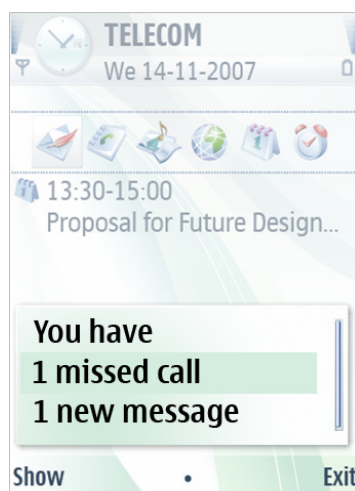 TELECOM
We 14-11-2007
13:30-15:00
Proposal for Future Design...
You have
1 missed call
1 new message
Show
Exit